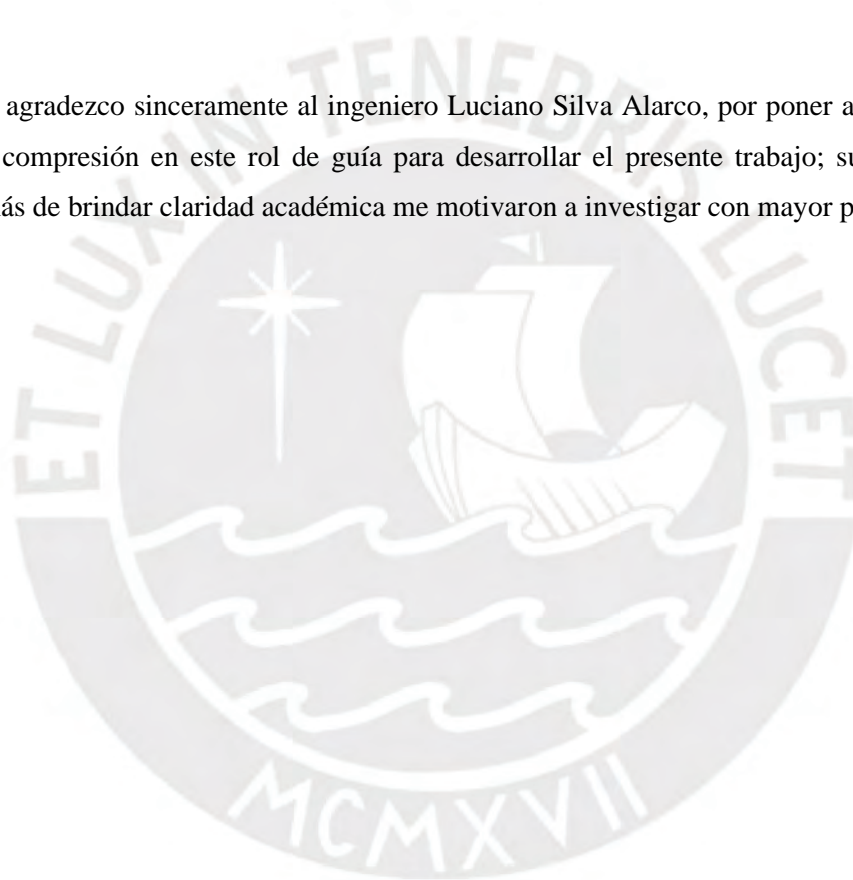 agradezco sinceramente al ingeniero Luciano Silva Alarco, por poner a
compresión en este rol de guía para desarrollar el presente trabajo; su
ás de brindar claridad académica me motivaron a investigar con mayor p
ET LUX IN TENEBRIS LUCET
MCMXVII